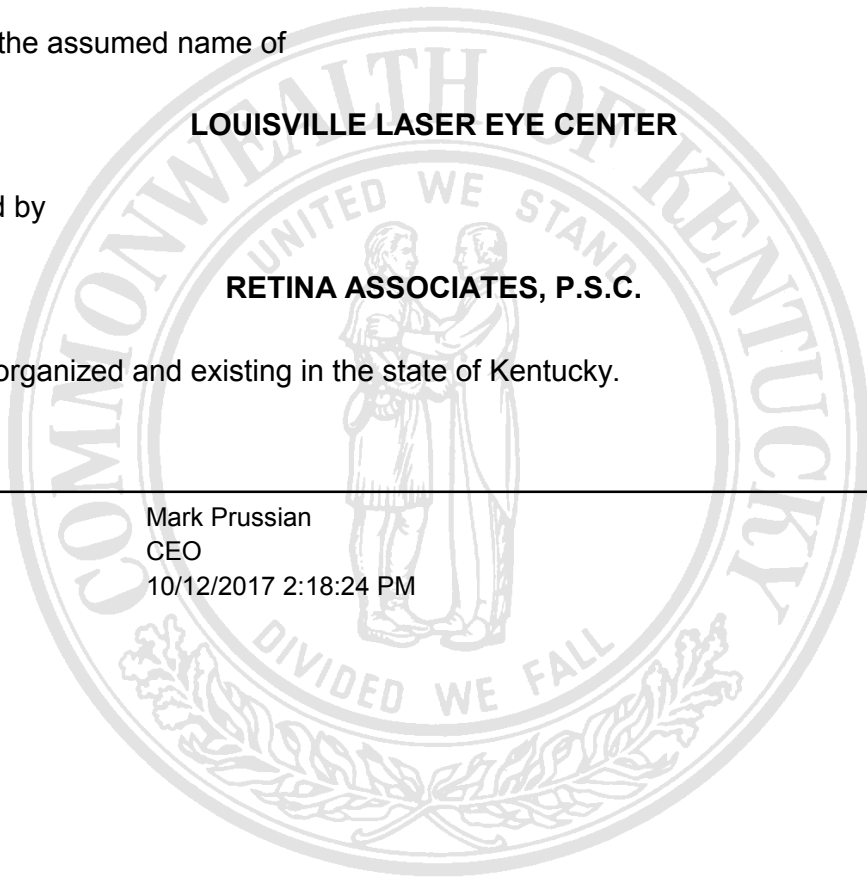 the assumed name of
LOUISVILLE LASER EYE CENTER
d by
RETINA ASSOCIATES, P.S.C.
organized and existing in the state of Kentucky.
Mark Prussian
CEO
10/12/2017 2:18:24 PM
COMMONWEALTH OF KENTUCKY
UNITED WE STAND
DIVIDED WE FALL